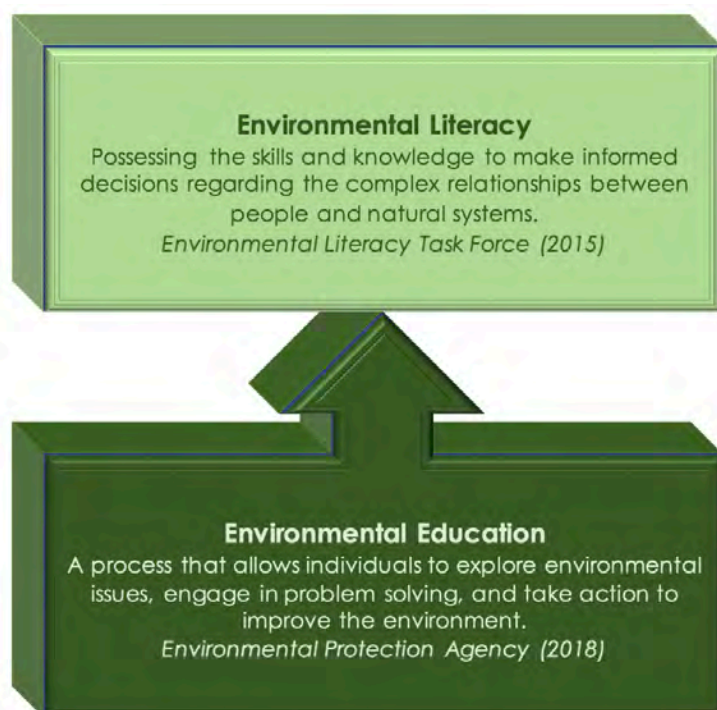 Environmental Literacy
Possessing the skills and knowledge to make informed
decisions regarding the complex relationships between
people and natural systems.
Environmental Literacy Task Force (2015)
Environmental Education
A process that allows individuals to explore environmental
issues, engage in problem solving, and take action to
improve the environment.
Environmental Protection Agency (2018)